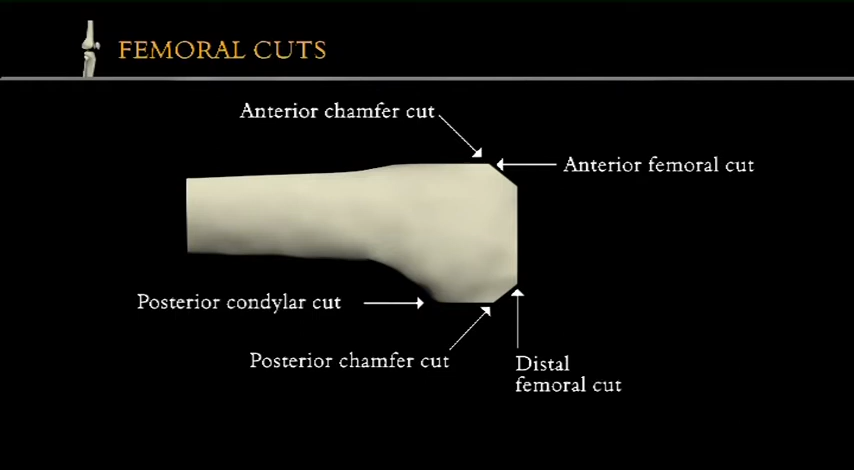 FEMORAL CUTS
Anterior chamfer cut
Anterior femoral cut
Posterior condylar cut
Posterior chamfer cut
Distal
femoral cut